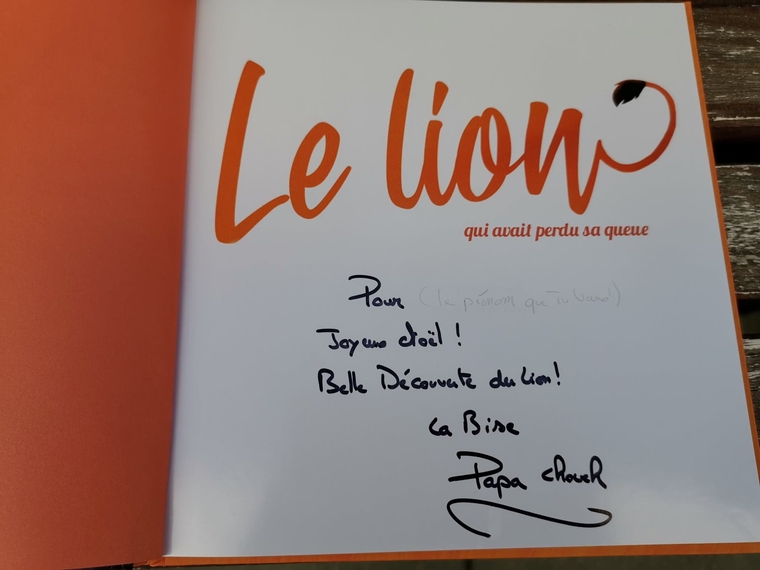 Le lion
qui avait perdu sa queue
Pour (le prénom que tu veux)
Joyeux Noël !
Belle Découverte du Lion !
La Bise
Papa Chouch